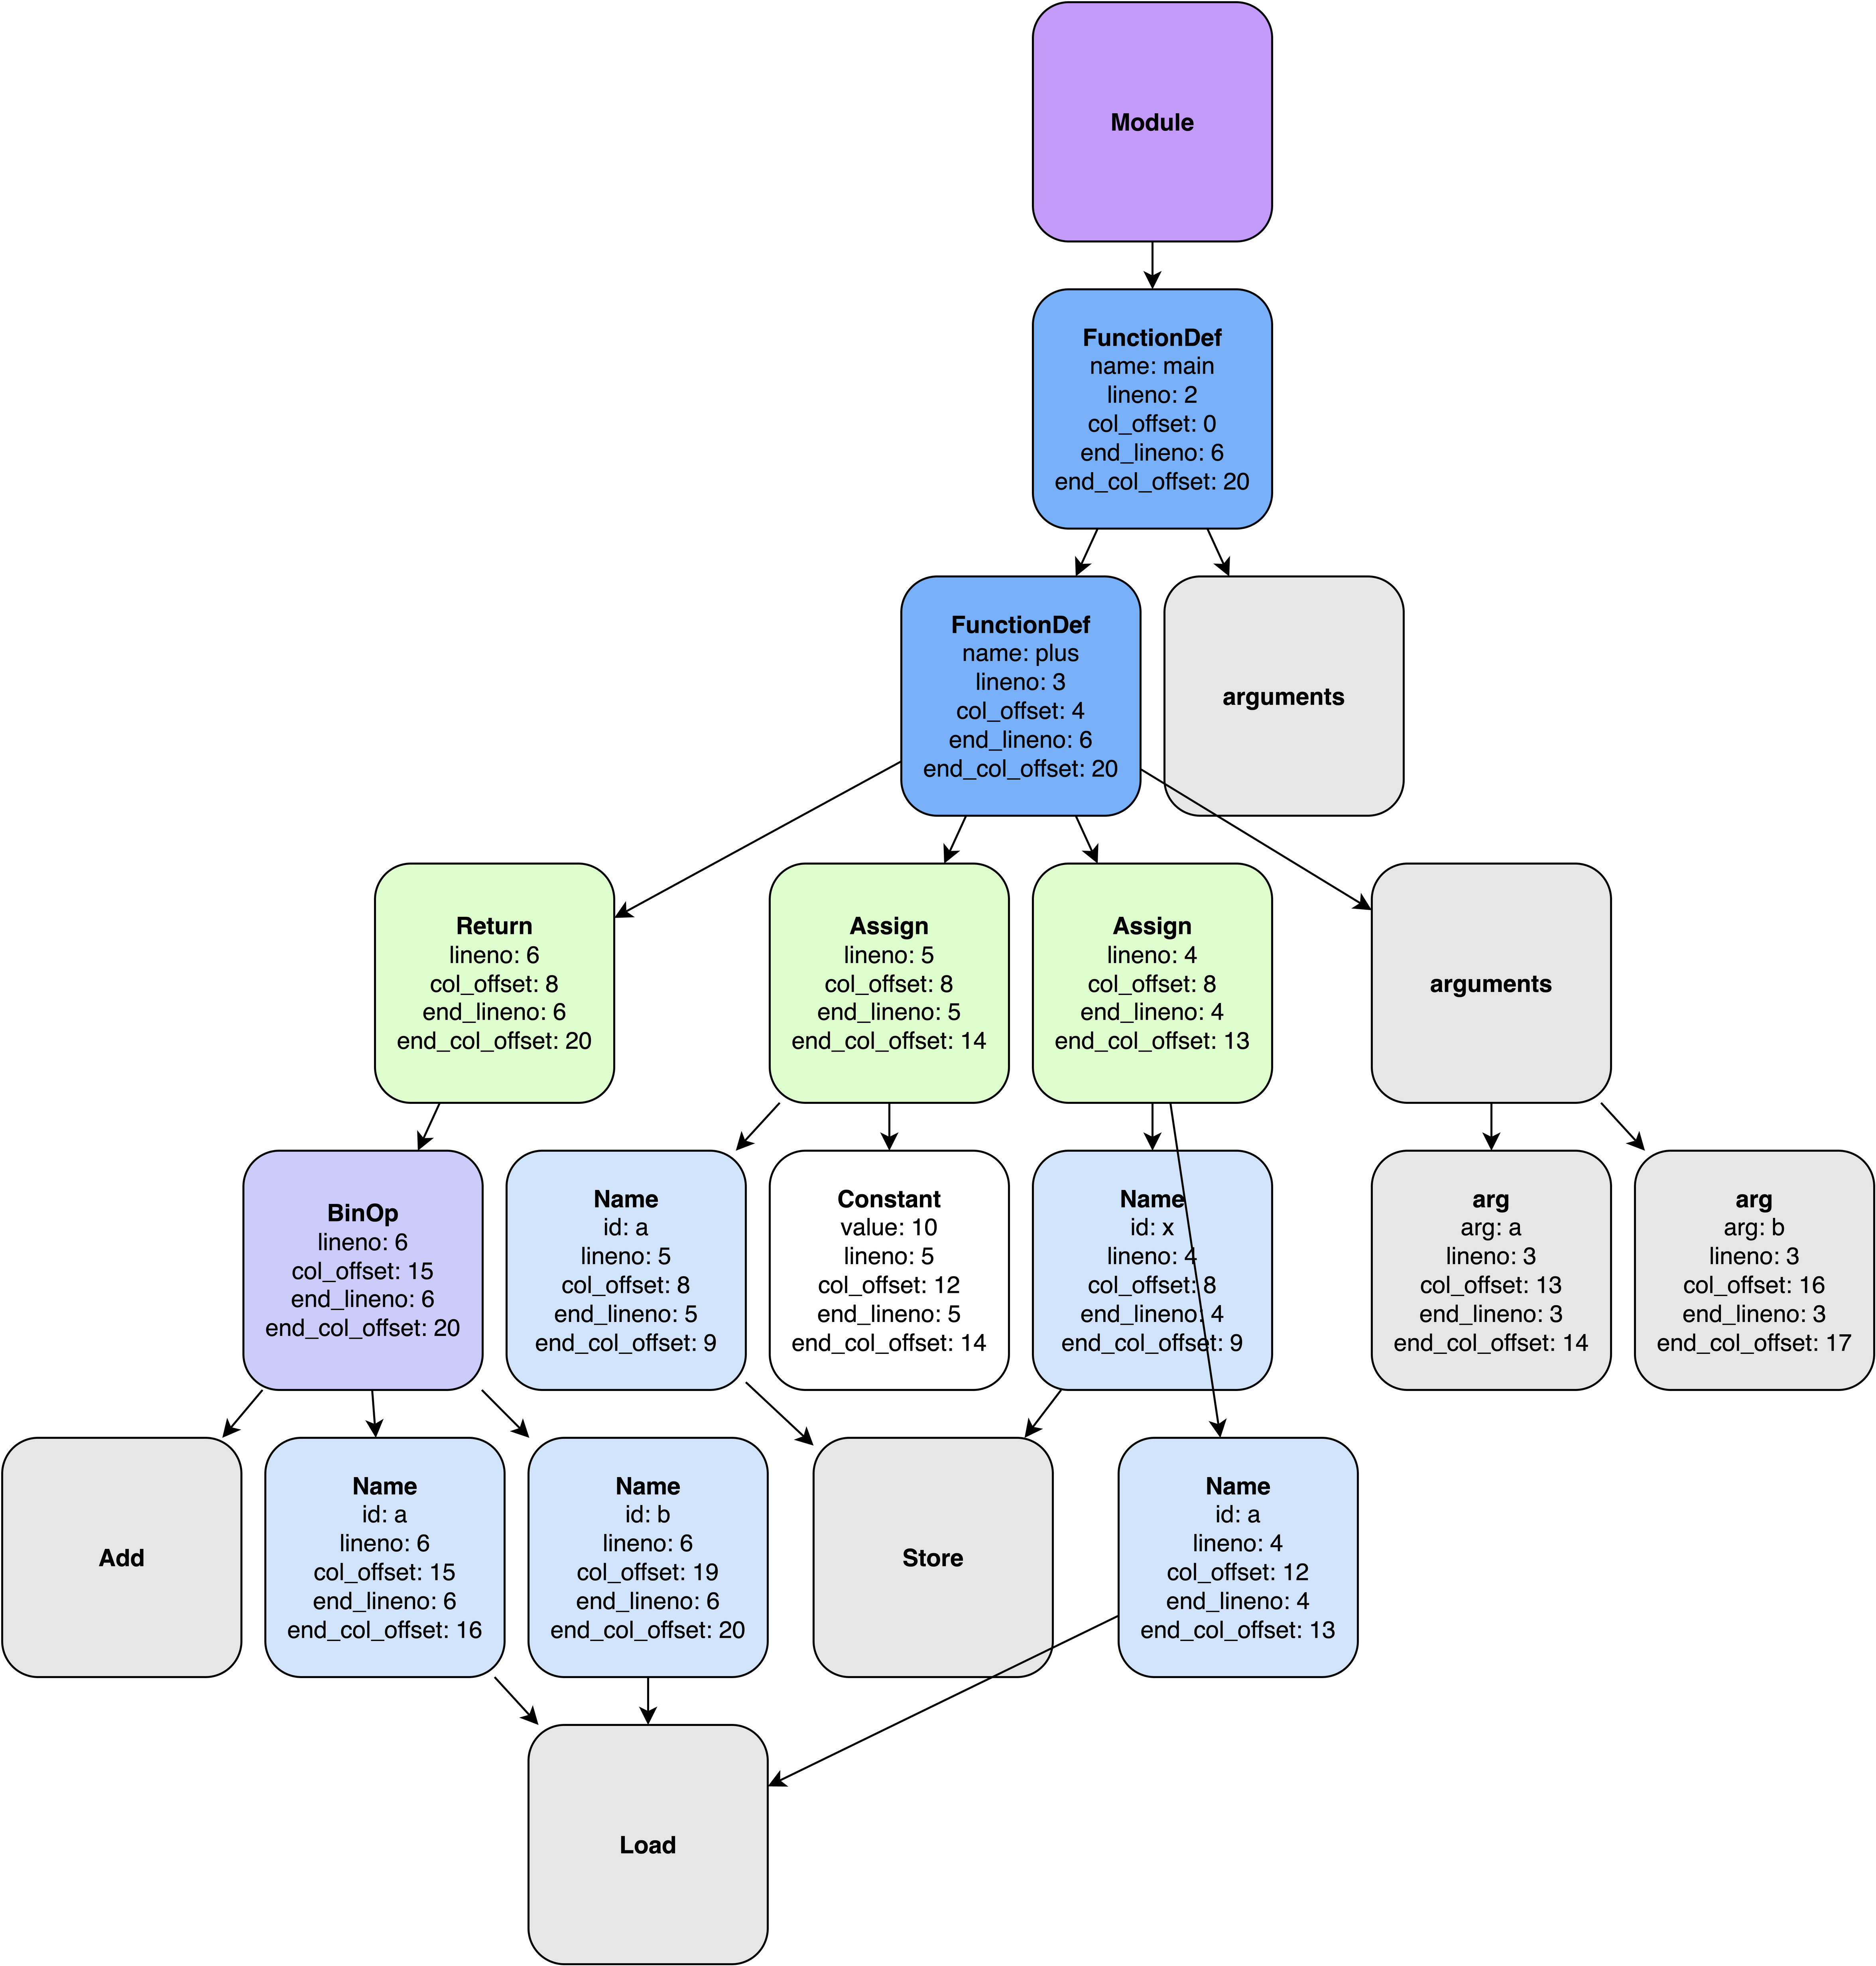 Module
FunctionDef
name: main
lineno: 2
col_offset: 0
end_lineno: 6
end_col_offset: 20
FunctionDef
name: plus
lineno: 3
col_offset: 4
end_lineno: 6
end_col_offset: 20
arguments
Return
lineno: 6
col_offset: 8
end_lineno: 6
end_col_offset: 20
Assign
lineno: 5
col_offset: 8
end_lineno: 5
end_col_offset: 14
Assign
lineno: 4
col_offset: 8
end_lineno: 4
end_col_offset: 13
arguments
BinOp
lineno: 6
col_offset: 15
end_lineno: 6
end_col_offset: 20
Name
id: a
lineno: 5
col_offset: 8
end_lineno: 5
end_col_offset: 9
Constant
value: 10
lineno: 5
col_offset: 12
end_lineno: 5
end_col_offset: 14
Name
id: x
lineno: 4
col_offset: 8
end_lineno: 4
end_col_offset: 9
arg
arg: a
lineno: 3
col_offset: 13
end_lineno: 3
end_col_offset: 14
arg
arg: b
lineno: 3
col_offset: 16
end_lineno: 3
end_col_offset: 17
Add
Name
id: a
lineno: 6
col_offset: 15
end_lineno: 6
end_col_offset: 16
Name
id: b
lineno: 6
col_offset: 19
end_lineno: 6
end_col_offset: 20
Store
Name
id: a
lineno: 4
col_offset: 12
end_lineno: 4
end_col_offset: 13
Load